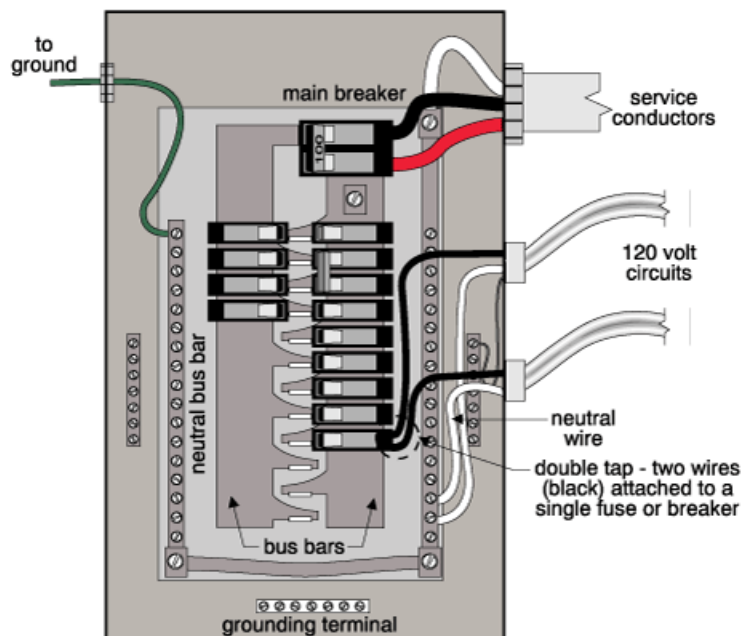 to
ground
main breaker
100
service
conductors
120 volt
circuits
neutral bus bar
neutral
wire
double tap - two wires
(black) attached to a
single fuse or breaker
bus bars
grounding terminal